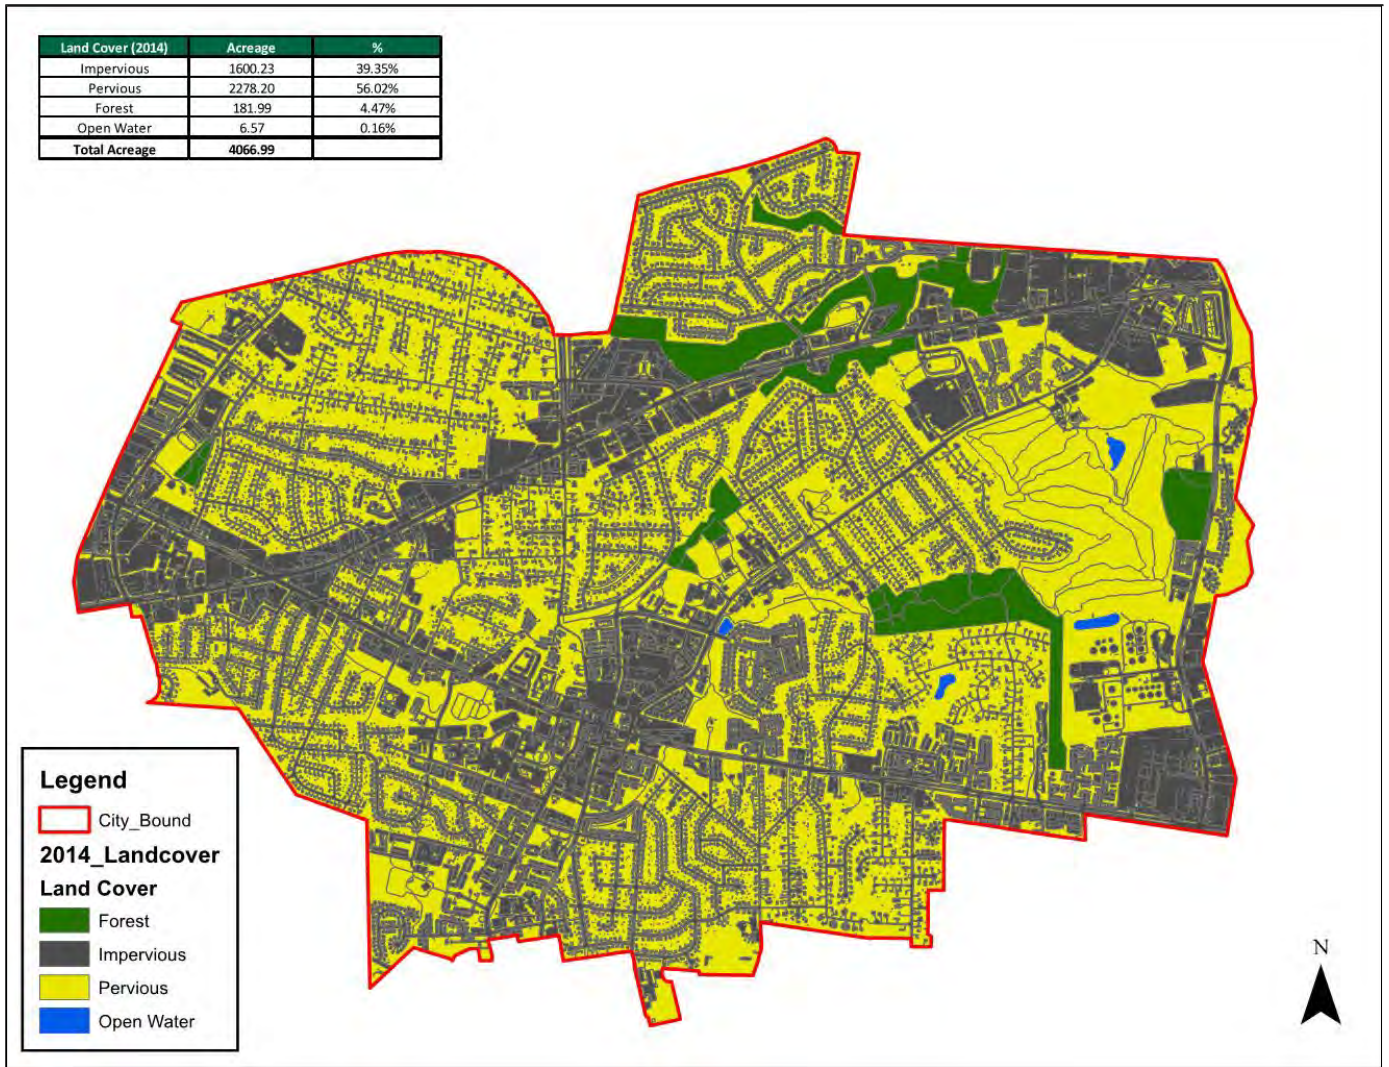 Land Cover (2014) Acreage %
Impervious 1600.23 39.35%
Pervious 2278.20 56.02%
Forest 181.99 4.47%
Open Water 6.57 0.16%
Total Acreage 4066.99
Legend
City_Bound
2014_Landcover
Land Cover
Forest
Impervious
Pervious
Open Water
N